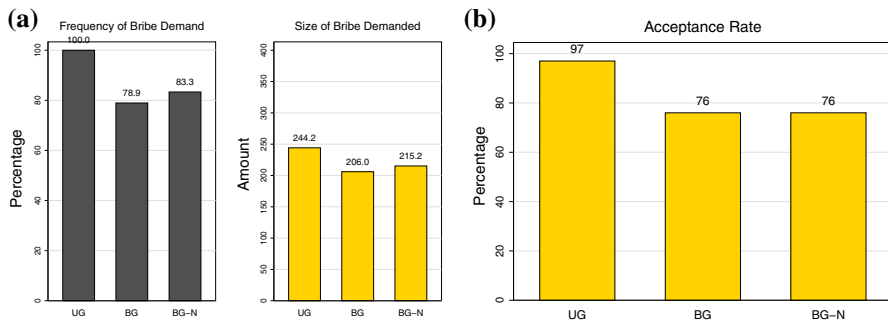 (a)
Frequency of Bribe Demand
Percentage
100
80
60
40
20
0
100.0
78.9
83.3
UG
BG
BG−N
Size of Bribe Demanded
Amount
400
350
300
250
200
150
100
50
0
244.2
206.0
215.2
UG
BG
BG−N
(b)
Acceptance Rate
Percentage
100
80
60
40
20
0
97
76
76
UG
BG
BG−N